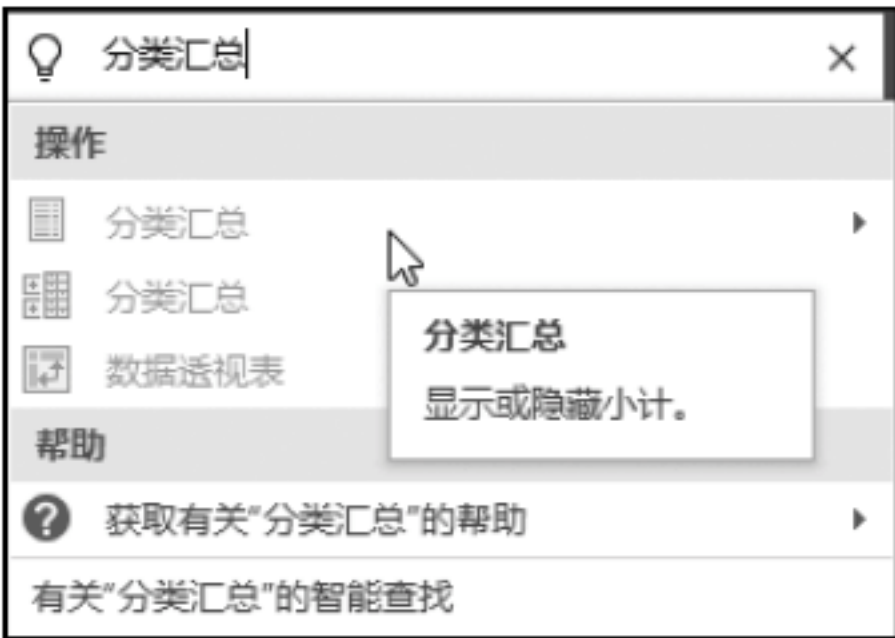 分类汇总
操作
分类汇总
分类汇总
数据透视表
分类汇总
显示或隐藏小计。
帮助
获取有关“分类汇总”的帮助
有关“分类汇总”的智能查找